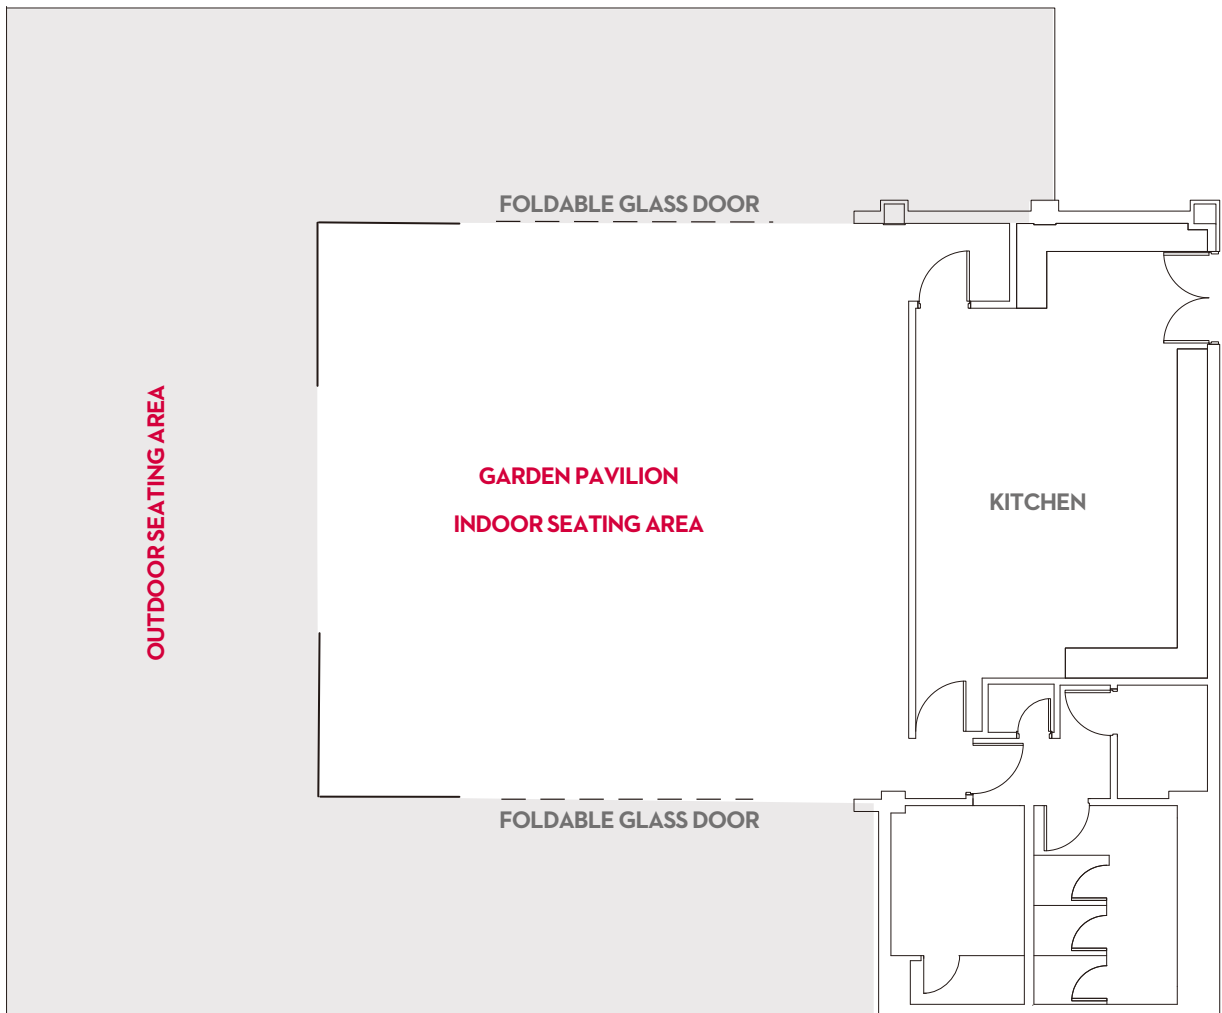 FOLDABLE GLASS DOOR
OUTDOOR SEATING AREA
GARDEN PAVILION
INDOOR SEATING AREA
KITCHEN
FOLDABLE GLASS DOOR